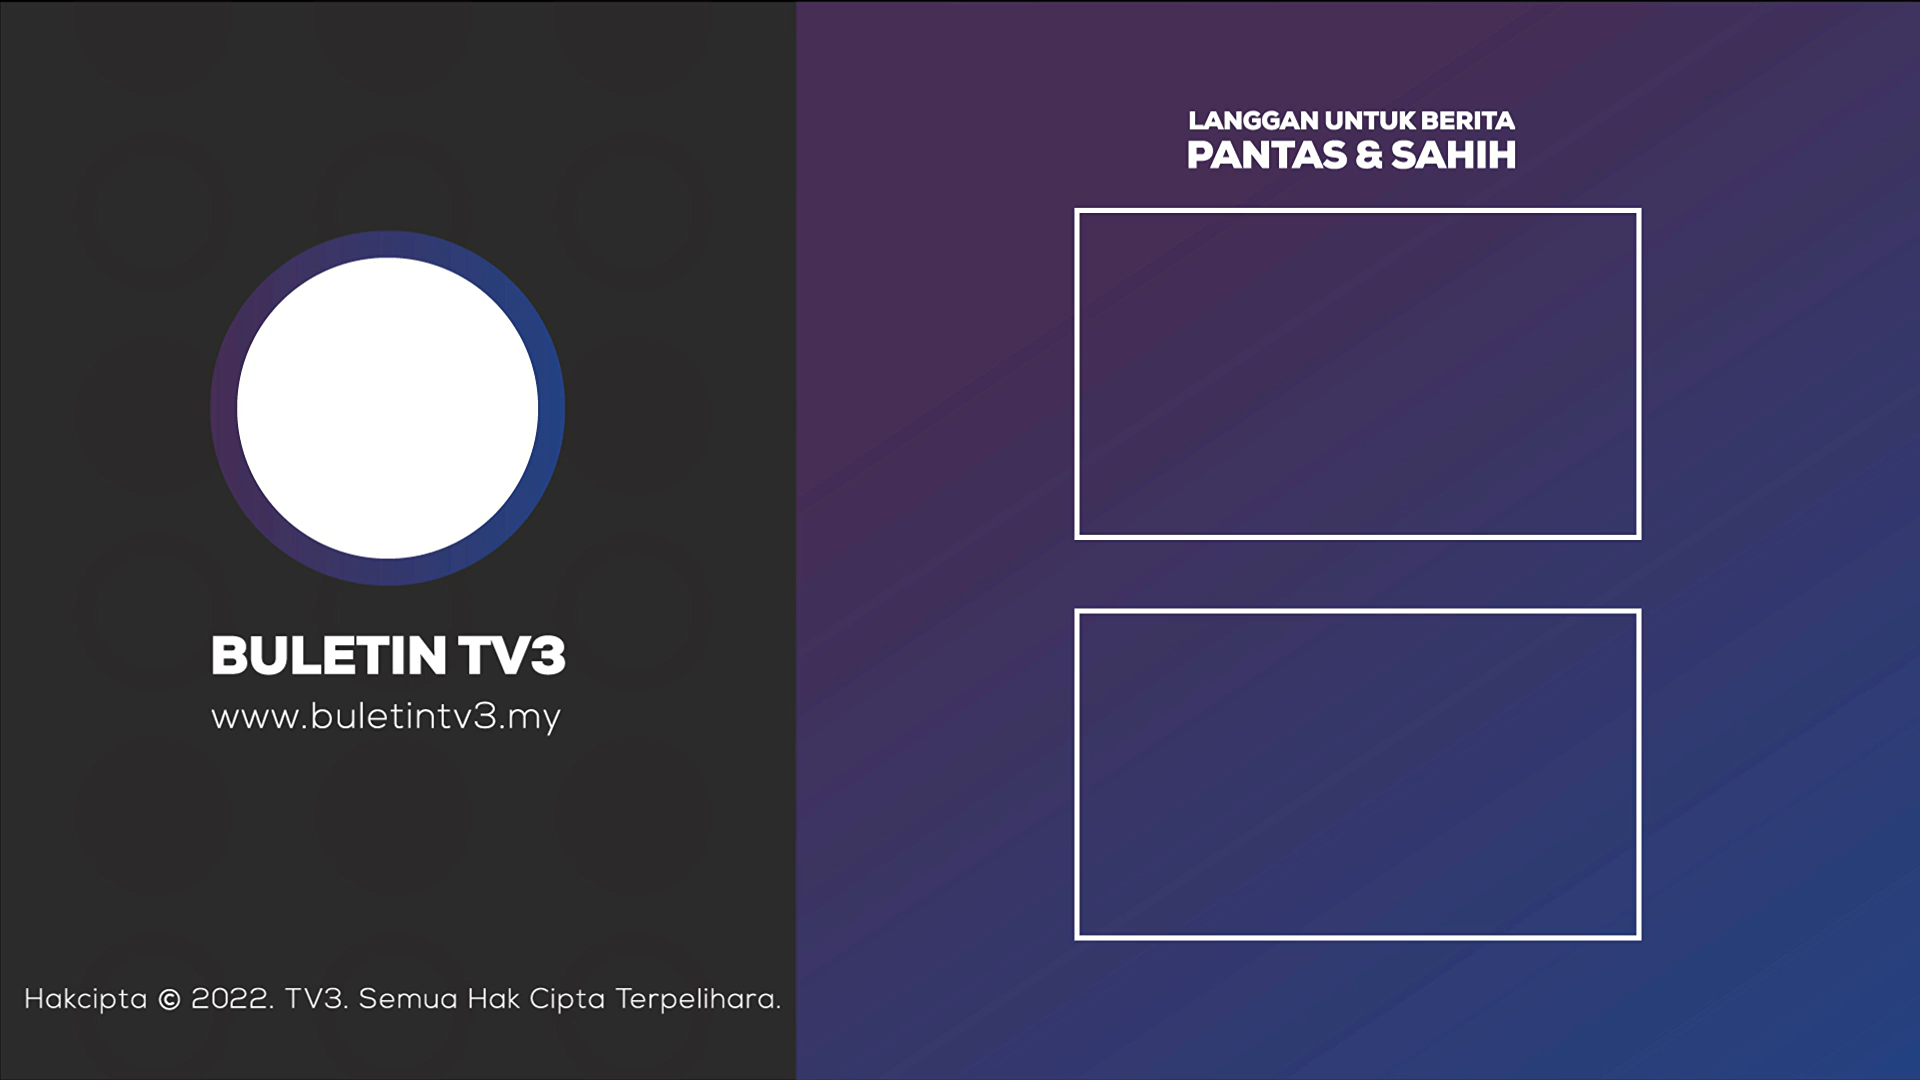 LANGGAN UNTUK BERITA
PANTAS & SAHIH
BULETIN TV3
www.buletintv3.my
Hakcipta © 2022. TV3. Semua Hak Cipta Terpelihara.